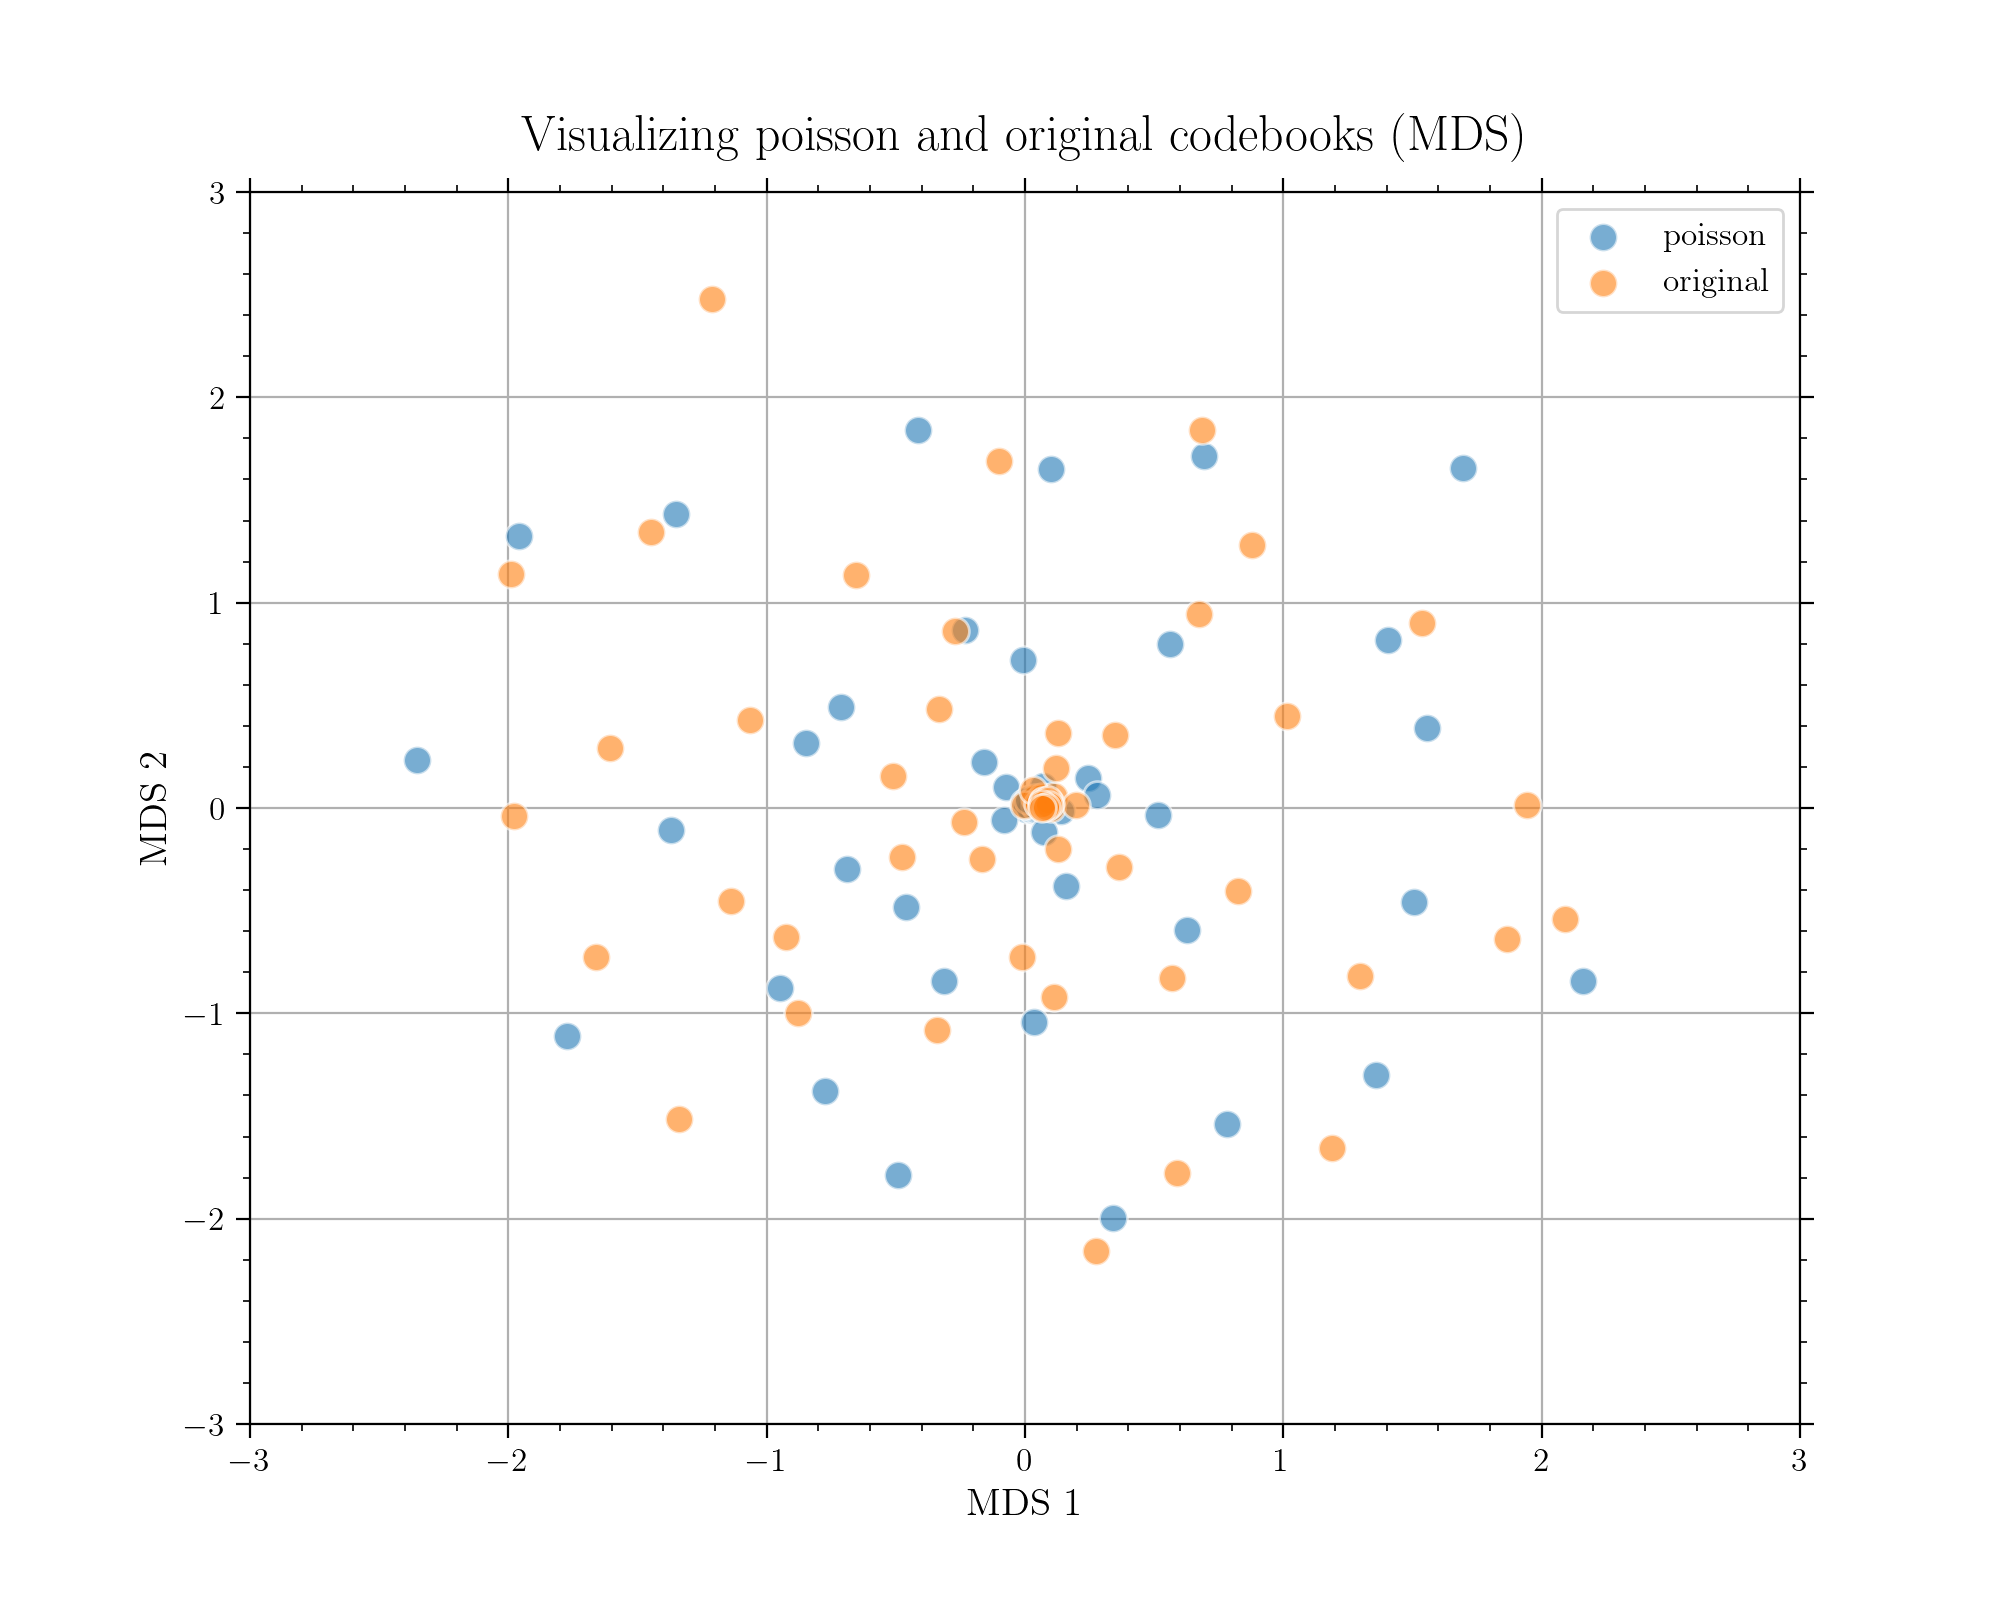 Visualizing poisson and original codebooks (MDS)
poisson
original
3
2
1
0
−1
−2
−3
MDS 2
−3
−2
−1
0
1
2
3
MDS 1